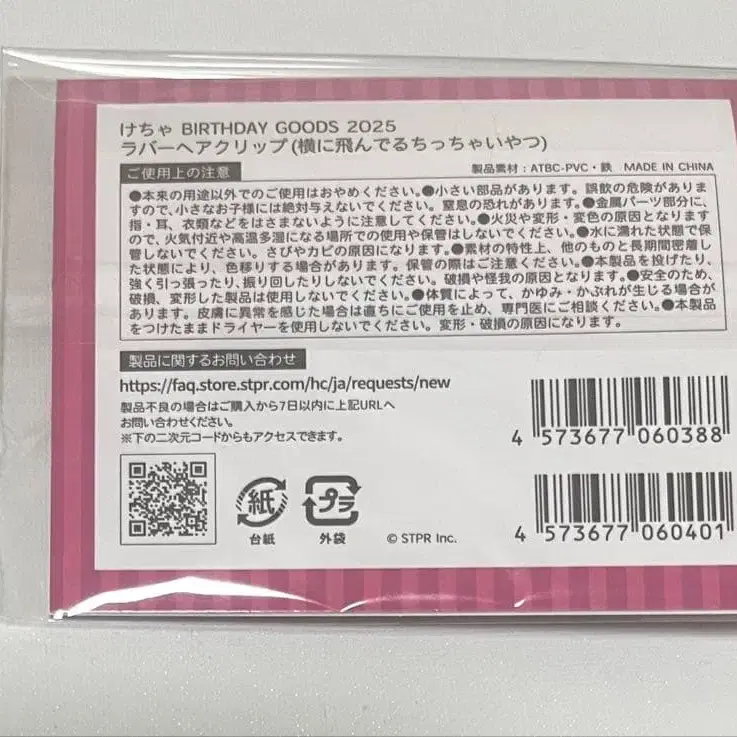 けちゃ BIRTHDAY GOODS 2025
ラバーヘアクリップ(横に飛んでるちっちゃいやつ)
ご使用上の注意
製品素材：ATBC-PVC・鉄 MADE IN CHINA
●本来の用途以外でのご使用はおやめください。●小さい部品があります。誤飲の危険がありま
すので、小さなお子様には絶対与えないでください。窒息の恐れがあります。●金属パーツ部分に、
指・耳、衣類などをはさまないように注意してください。●火災や変形・変色の原因となります
ので、火気付近や高温多湿になる場所での使用や保管はしないでください。●水に濡れた状態で保
管しないでください。さびやカビの原因になります。●素材の特性上、他のものと長期間密着し
た状態により、色移りする場合があります。保管の際はご注意ください。●本製品を投げたり、
強く引っ張ったり、振り回したりしないでください。破損や怪我の原因となります。●安全のため、
破損、変形した製品は使用しないでください。●体質によって、かゆみ・かぶれが生じる場合が
あります。皮膚に異常を感じた場合は直ちにご使用を止め、専門医にご相談ください。●本製品
をつけたままドライヤーを使用しないでください。変形・破損の原因になります。
製品に関するお問い合わせ
https://faq.store.stpr.com/hc/ja/requests/new
製品不良の場合はご購入から7日以内に上記URLへ
お問い合わせください。
※下の二次元コードからもアクセスできます。
4 573677 060388
紙
台紙
プラ
外袋
© STPR Inc.
4 573677 060401